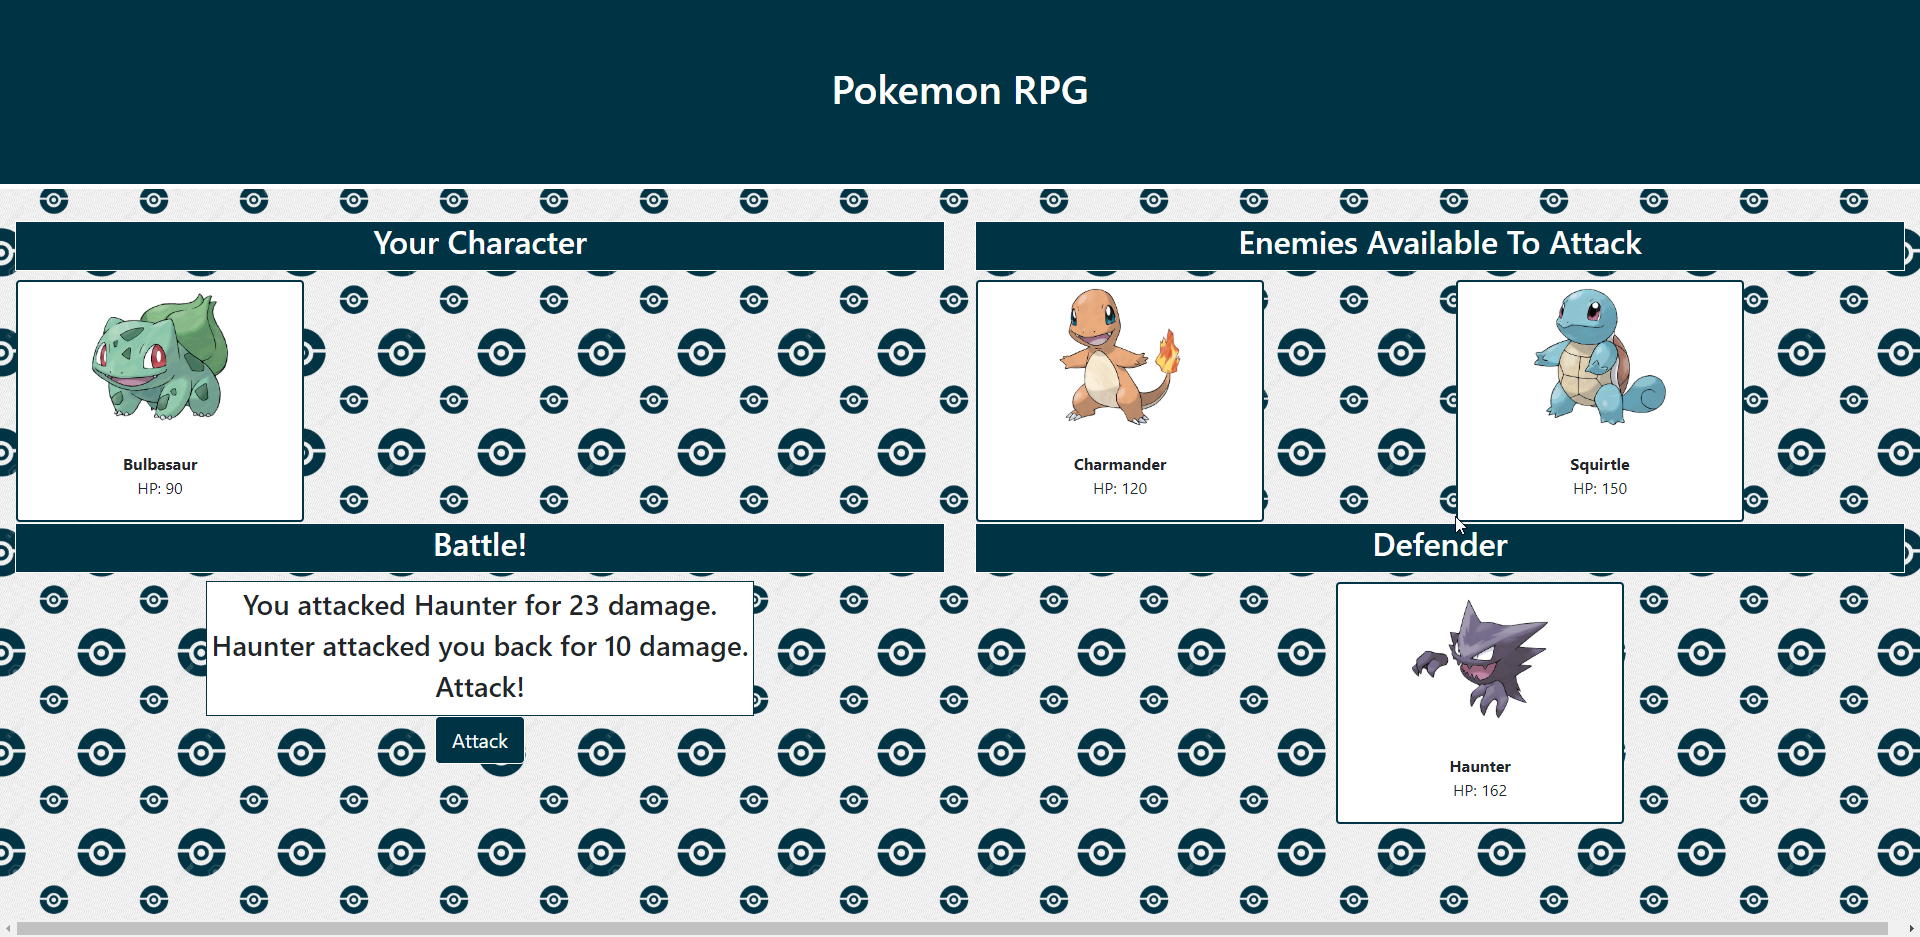 Pokemon RPG
Your Character
Bulbasaur
HP: 90
Enemies Available To Attack
Charmander
HP: 120
Squirtle
HP: 150
Battle!
You attacked Haunter for 23 damage.
Haunter attacked you back for 10 damage.
Attack!
Attack
Defender
Haunter
HP: 162